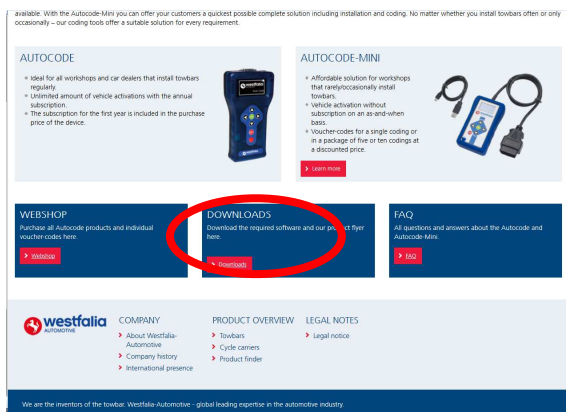 available. With the Autocode-Mini you can offer your customers a quickest possible complete solution including installation and coding. No matter whether you install towbars often or only
occasionally – our coding tools offer a suitable solution for every requirement.
AUTOCODE
Ideal for all workshops and car dealers that install towbars
regularly.
Unlimited amount of vehicle activations with the annual
subscription.
The subscription for the first year is included in the purchase
price of the device.
westfalia
AUTOCODE-MINI
Affordable solution for workshops
that rarely/occasionally install
towbars.
Vehicle activation without
subscription on an as-and-when
basis.
Voucher-codes for a single coding or
in a package of five or ten codings at
a discounted price.
Learn more
WEBSHOP
Purchase all Autocode products and individual
voucher-codes here.
Webshop
DOWNLOADS
Download the required software and our product flyer
here.
Downloads
FAQ
All questions and answers about the Autocode and
Autocode-Mini.
FAQ
westfalia
AUTOMOTIVE
COMPANY
About Westfalia-
Automotive
Company history
International presence
PRODUCT OVERVIEW
Towbars
Cycle carriers
Product finder
LEGAL NOTES
Legal notice
We are the inventors of the towbar. Westfalia-Automotive - global leading expertise in the automotive industry.